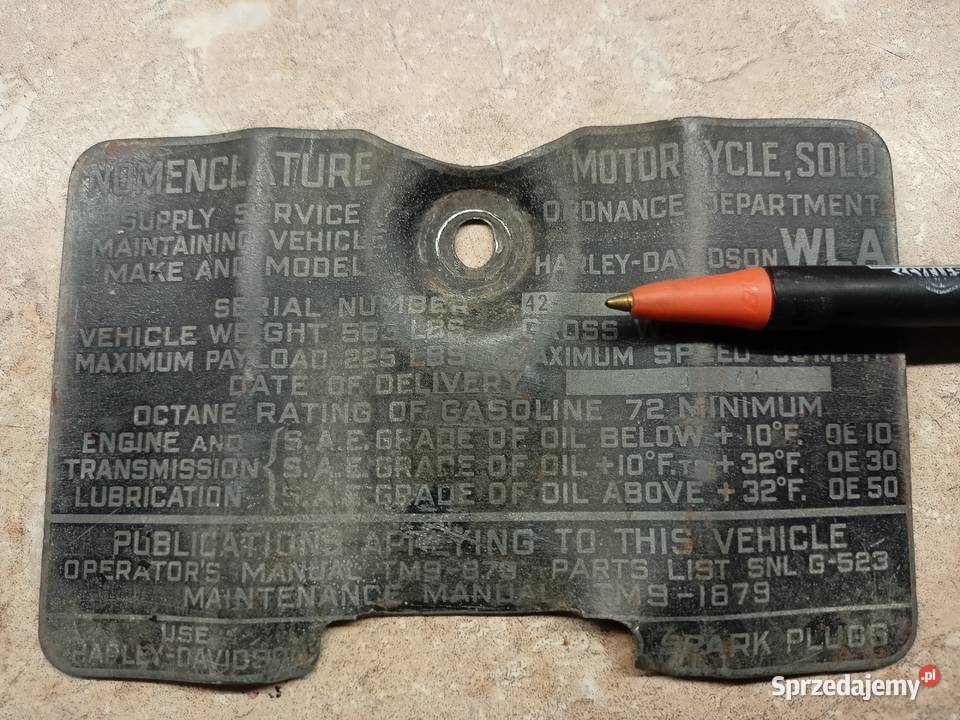 NOMENCLATURE MOTORCYCLE, SOLO
SUPPLY SERVICE ORDNANCE DEPARTMENT
MAINTAINING VEHICLE
MAKE AND MODEL HARLEY-DAVIDSON WLA
SERIAL NUMBER 42
VEHICLE WEIGHT LBS GROSS
MAXIMUM PAYLOAD 225 LBS MAXIMUM SPEED
DATE OF DELIVERY
OCTANE RATING OF GASOLINE 72 MINIMUM
ENGINE AND S.A.E. GRADE OF OIL BELOW +10°F. OE 10
TRANSMISSION S.A.E. GRADE OF OIL +10°F. TO +32°F. OE 30
LUBRICATION S.A.E. GRADE OF OIL ABOVE +32°F. OE 50
PUBLICATIONS APPLYING TO THIS VEHICLE
OPERATOR'S MANUAL TM9-879 PARTS LIST SNL G-523
MAINTENANCE MANUAL TM9-1879
USE
HARLEY-DAVIDSON SPARK PLUGS
Sprzedajemy.pl